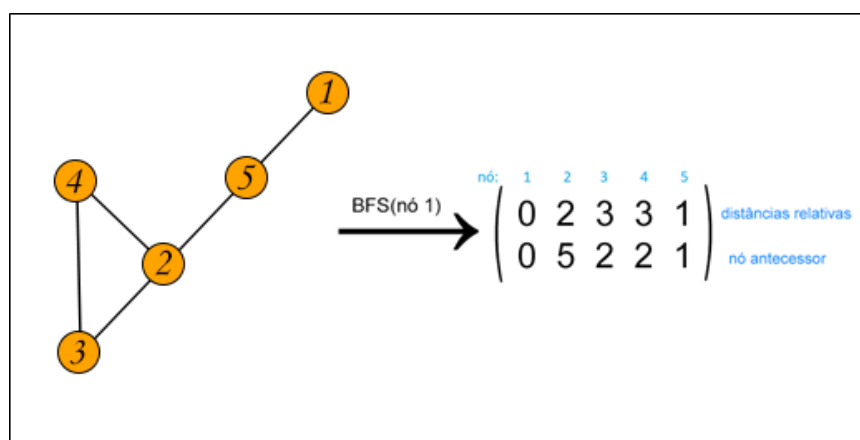 1
4
5
2
3
BFS(nó 1)
nó: 1 2 3 4 5
0 2 3 3 1 distâncias relativas
0 5 2 2 1 nó antecessor